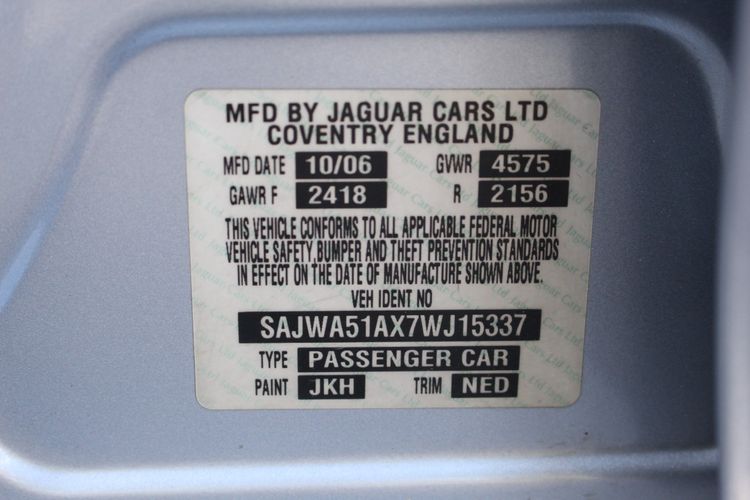 MFD BY JAGUAR CARS LTD
COVENTRY ENGLAND
MFD DATE 10/06 GVWR 4575
GAWR F 2418 R 2156
THIS VEHICLE CONFORMS TO ALL APPLICABLE FEDERAL MOTOR
VEHICLE SAFETY,BUMPER AND THEFT PREVENTION STANDARDS
IN EFFECT ON THE DATE OF MANUFACTURE SHOWN ABOVE.
VEH IDENT NO
SAJWA51AX7WJ15337
TYPE PASSENGER CAR
PAINT JKH TRIM NED